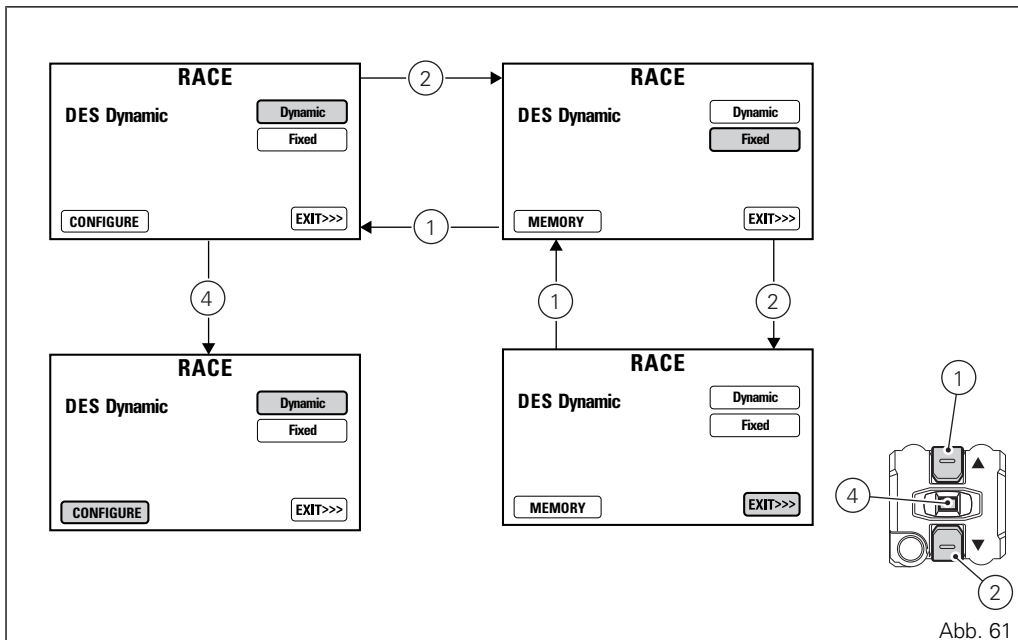 RACE
DES Dynamic
Dynamic
Fixed
CONFIGURE
EXIT>>>
2
RACE
DES Dynamic
Dynamic
Fixed
MEMORY
EXIT>>>
1
4
1
2
RACE
DES Dynamic
Dynamic
Fixed
CONFIGURE
EXIT>>>
RACE
DES Dynamic
Dynamic
Fixed
MEMORY
EXIT>>>
1
4
2
Abb. 61